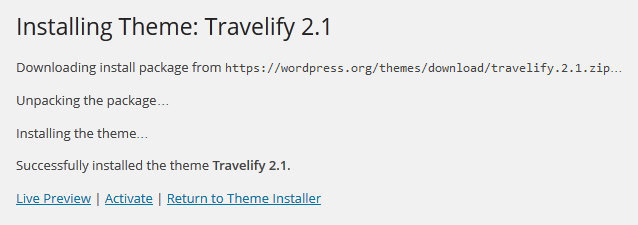 Installing Theme: Travelify 2.1
Downloading install package from https://wordpress.org/themes/download/travelify.2.1.zip…
Unpacking the package…
Installing the theme…
Successfully installed the theme Travelify 2.1.
Live Preview | Activate | Return to Theme Installer